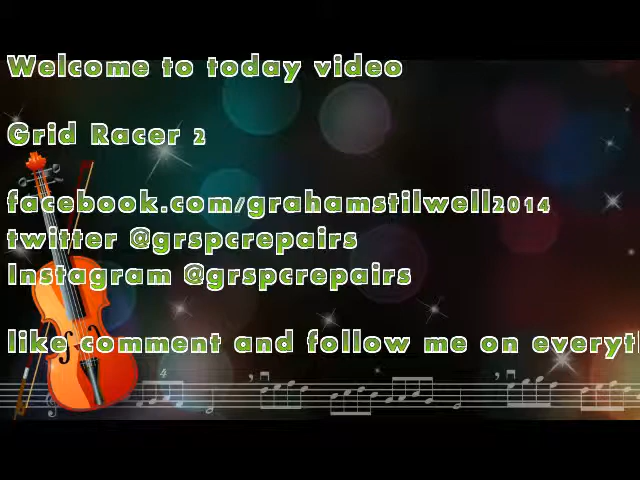 Welcome to today video
Grid Racer 2
facebook.com/grahamstilwell2014
twitter @grspcrepairs
Instagram @grspcrepairs
like comment and follow me on everyt